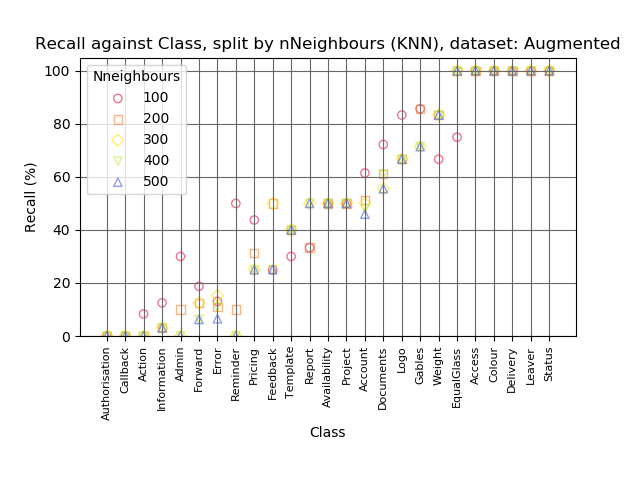 Recall against Class, split by nNeighbours (KNN), dataset: Augmented
Nneighbours
100
200
300
400
500
Recall (%)
100
80
60
40
20
0
Authorisation
Callback
Action
Information
Admin
Forward
Error
Reminder
Pricing
Feedback
Template
Report
Availability
Project
Account
Documents
Logo
Gables
Weight
EqualGlass
Access
Colour
Delivery
Leaver
Status
Class